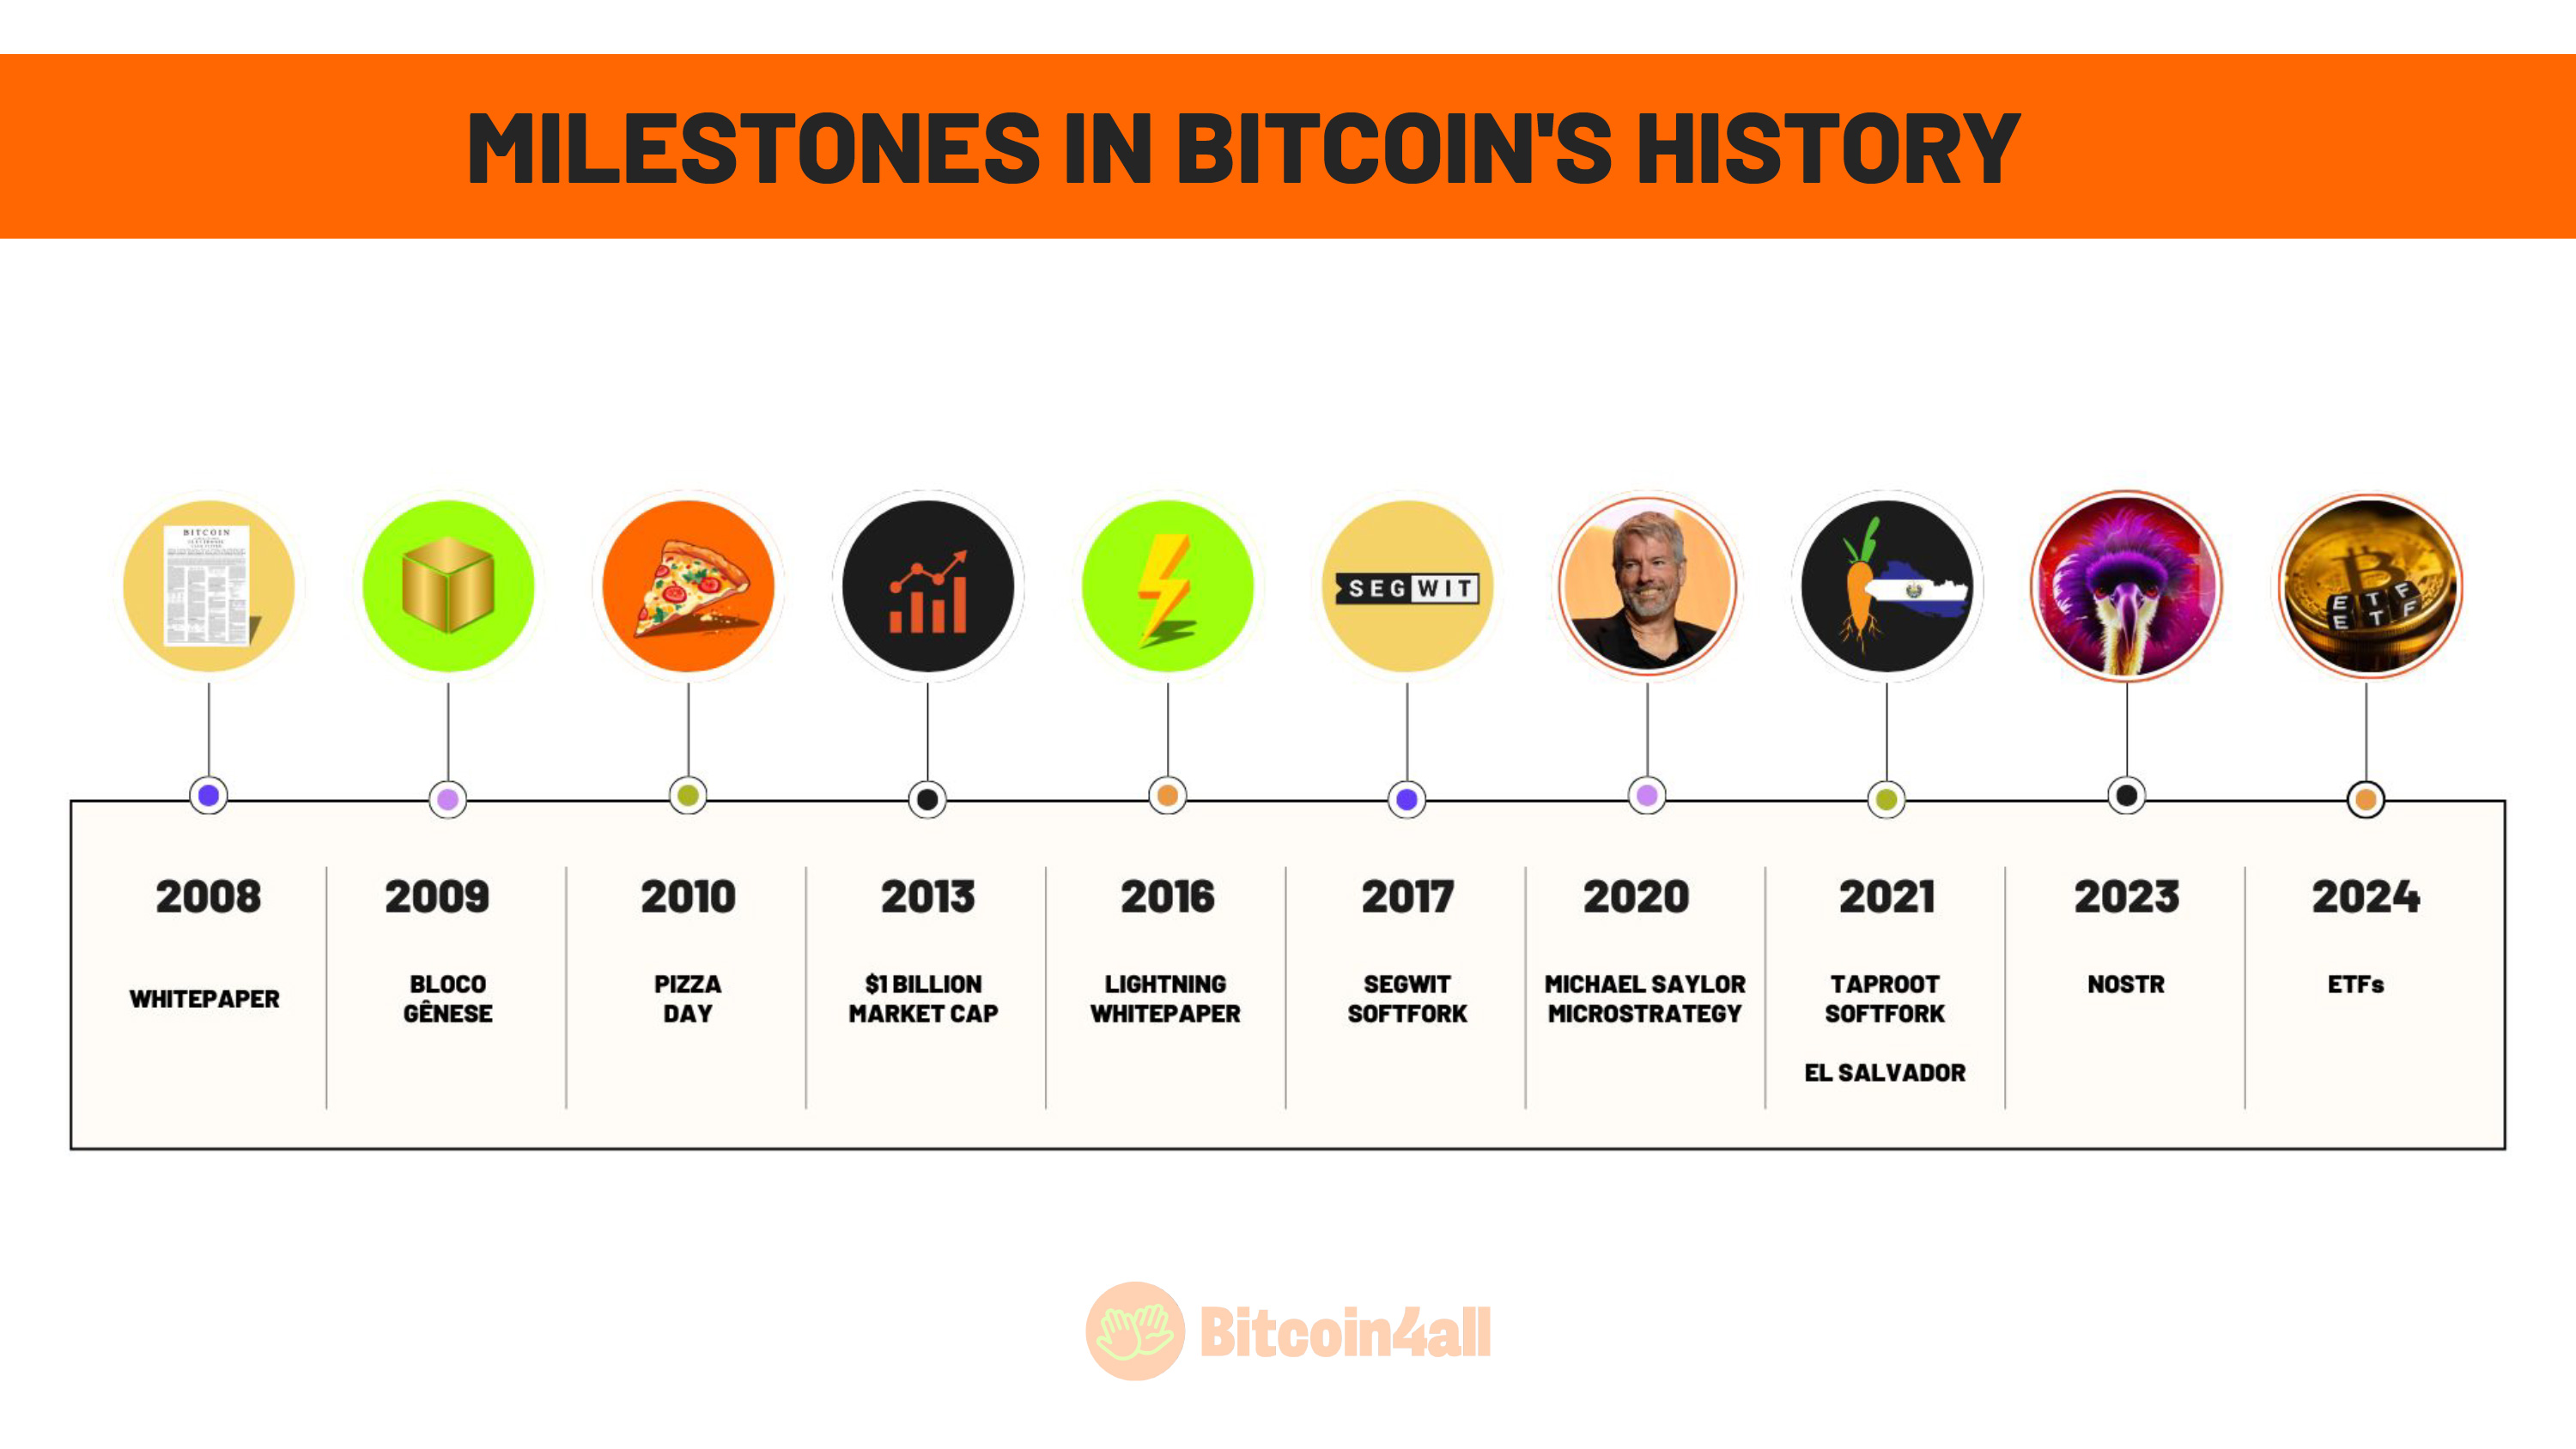 MILESTONES IN BITCOIN'S HISTORY
BITCOIN
SEGWIT
ETF
ETF
2008
WHITEPAPER
2009
BLOCO
GÊNESE
2010
PIZZA
DAY
2013
$1 BILLION
MARKET CAP
2016
LIGHTNING
WHITEPAPER
2017
SEGWIT
SOFTFORK
2020
MICHAEL SAYLOR
MICROSTRATEGY
2021
TAPROOT
SOFTFORK
EL SALVADOR
2023
NOSTR
2024
ETFs
Bitcoin4all